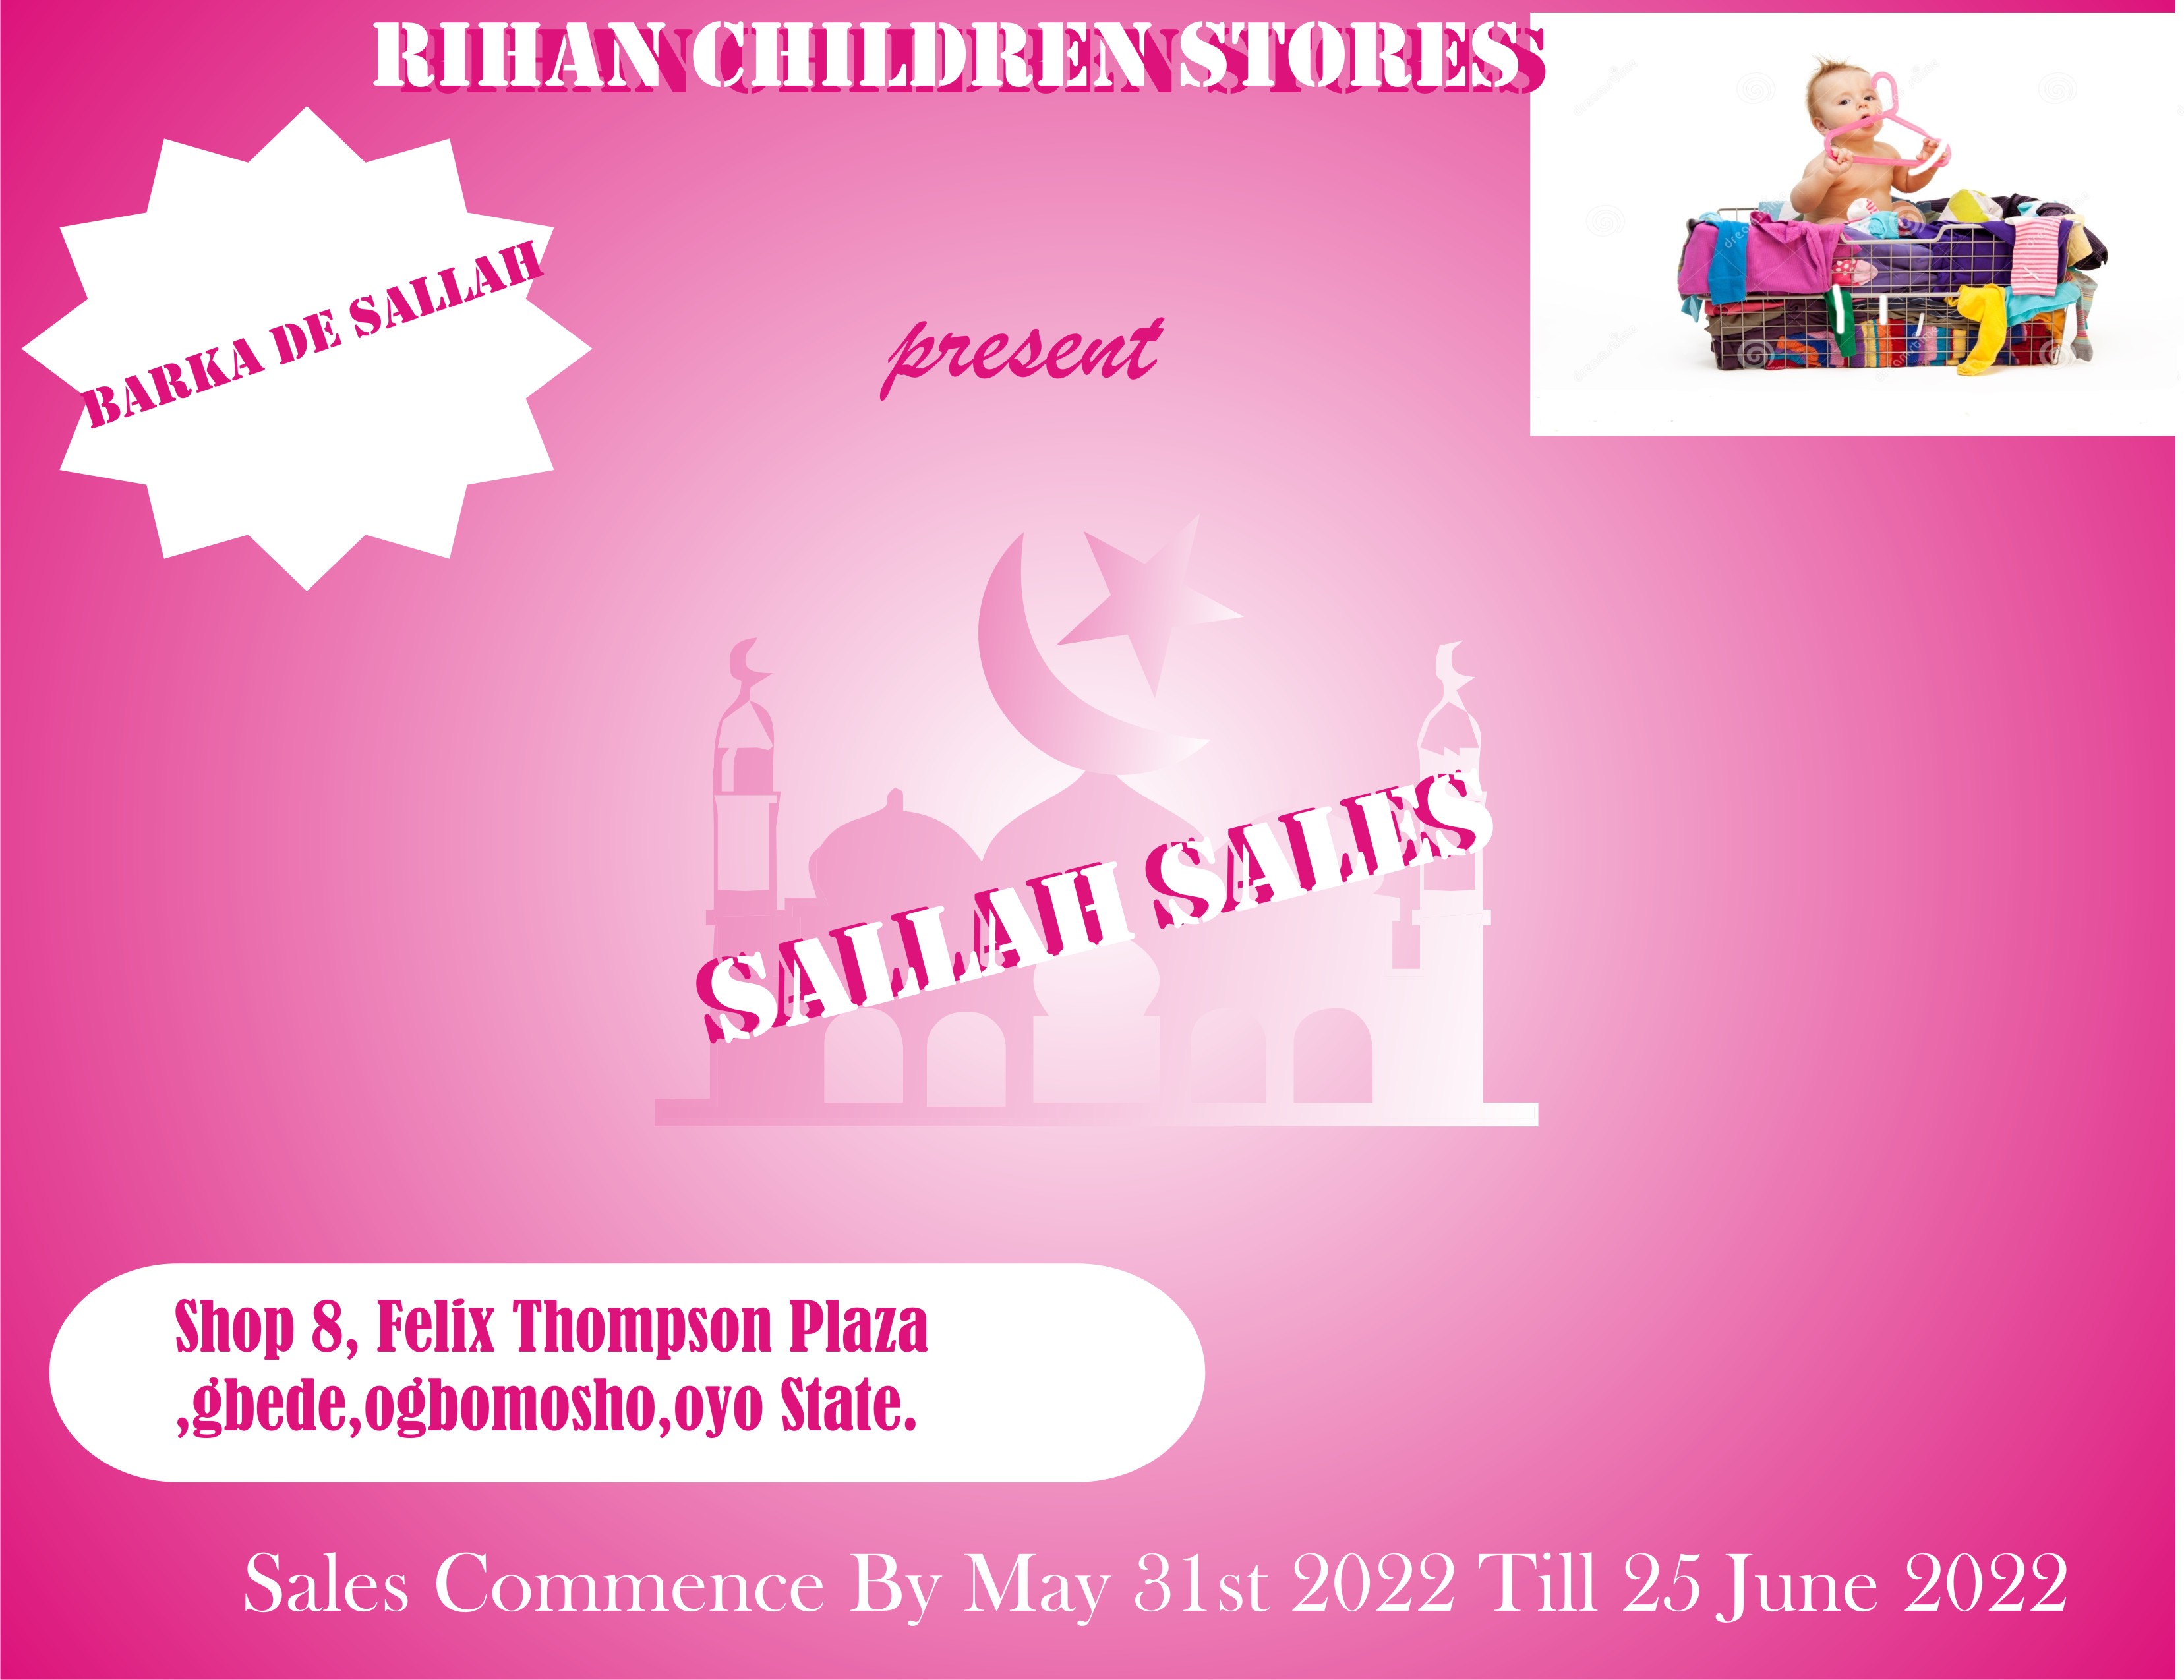 RIHAN CHILDREN STORES
BARKA DE SALLAH
present
SALLAH SALES
Shop 8, Felix Thompson Plaza
,gbede,ogbomosho,oyo State.
Sales Commence By May 31st 2022 Till 25 June 2022